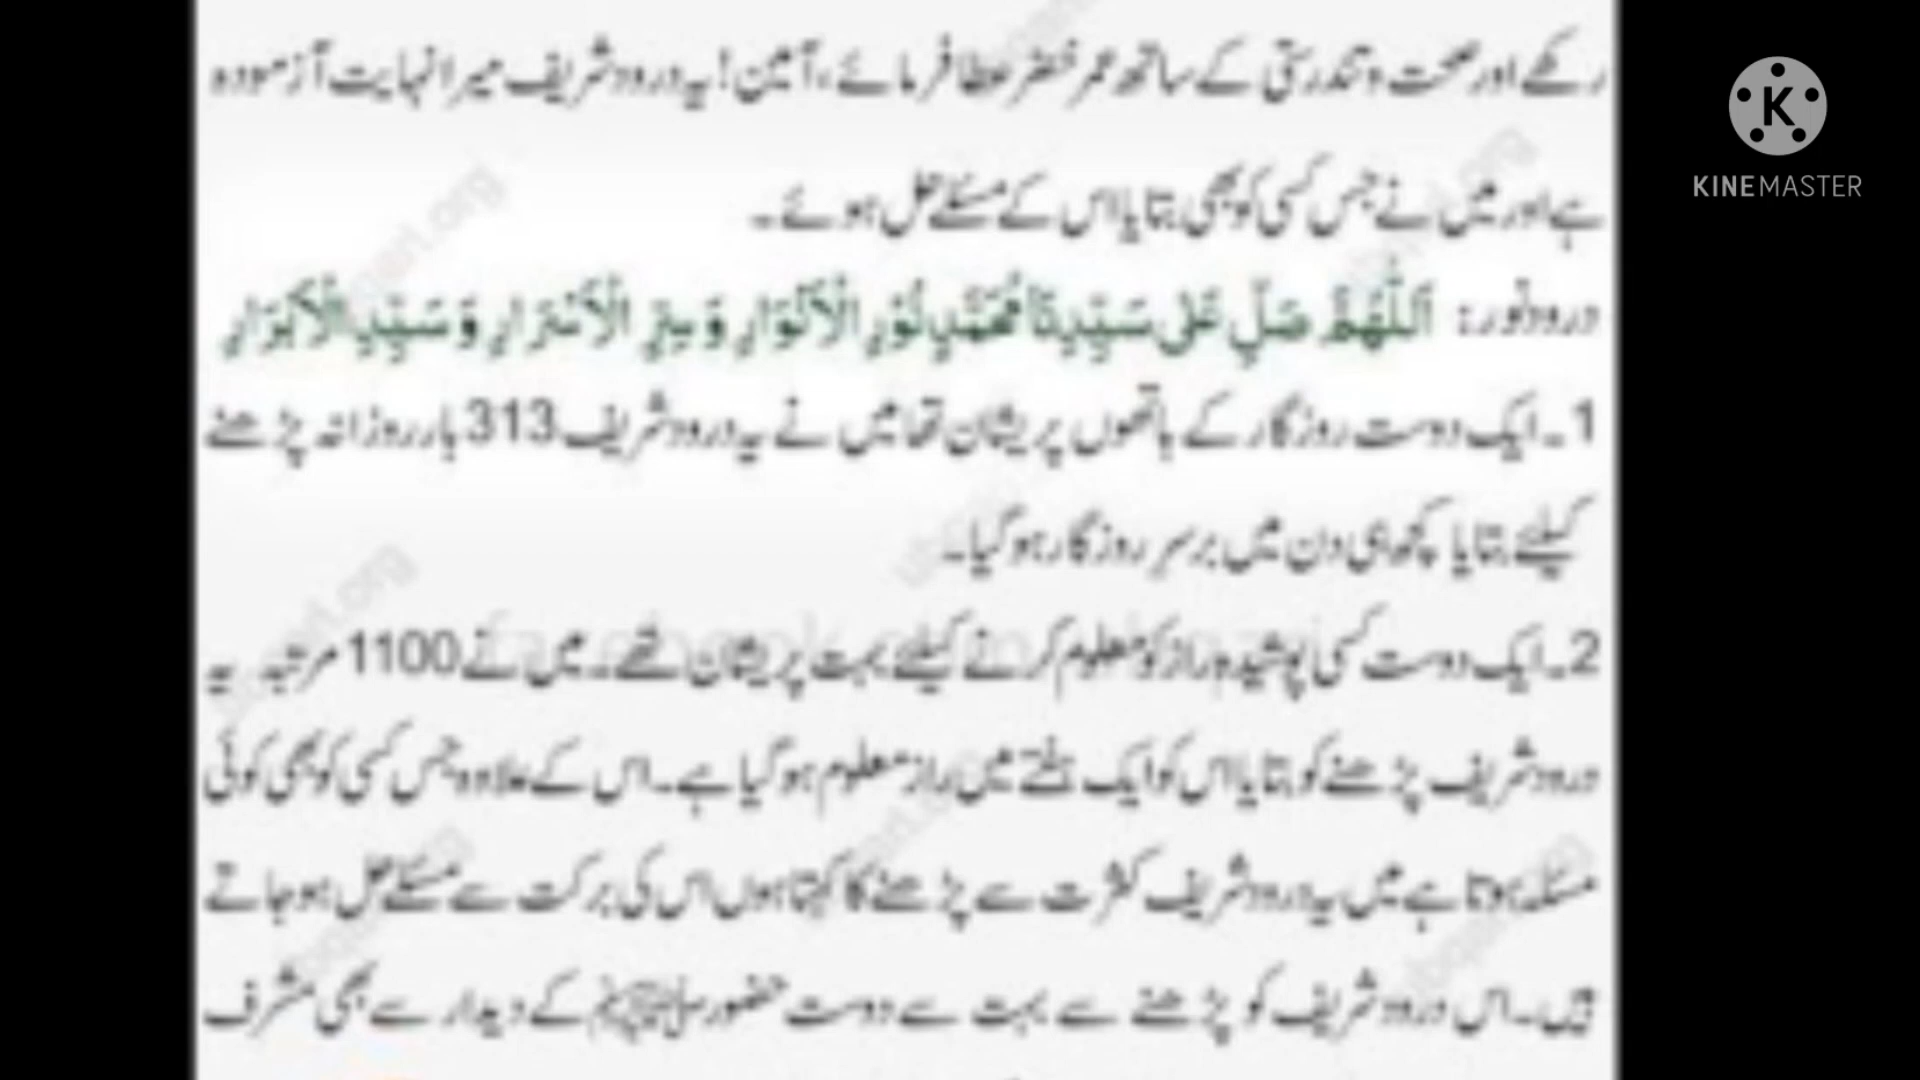 رکھے اور صحت و تندرستی کے ساتھ عمر خضر عطا فرمائے، آمین! یہ درود شریف میرا نہایت آزمودہ
ہے اور میں نے جس کسی کو بھی بتایا اس کے مسئلے حل ہوئے۔
درود نور: اَللّٰهُمَّ صَلِّ عَلٰى سَيِّدِنَا مُحَمَّدٍ نُوْرِ الْاَنْوَارِ وَ سِرِّ الْاَسْرَارِ وَ سَيِّدِ الْاَبْرَارِ
1۔ ایک دوست روزگار کے ہاتھوں پریشان تھا میں نے یہ درود شریف 313 بار روزانہ پڑھنے
کیلئے بتایا کچھ ہی دن میں برسر روزگار ہوگیا۔
2۔ ایک دوست کسی پوشیدہ راز کو معلوم کرنے کیلئے بہت پریشان تھے۔ میں نے 1100 مرتبہ یہ
درود شریف پڑھنے کو بتایا اس کو ایک ہفتے میں راز معلوم ہوگیا ہے۔ اس کے علاوہ جس کسی کو بھی کوئی
مسئلہ ہوتا ہے میں یہ درود شریف کثرت سے پڑھنے کا کہتا ہوں اس کی برکت سے مسئلے حل ہو جاتے
ہیں۔ اس درود شریف کو پڑھنے سے بہت سے دوست حضور ﷺ کے دیدار سے بھی مشرف
KINEMASTER